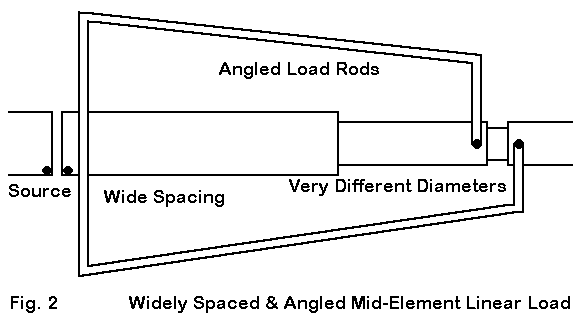 Angled Load Rods
Source
Wide Spacing
Very Different Diameters
Fig. 2 Widely Spaced & Angled Mid-Element Linear Load